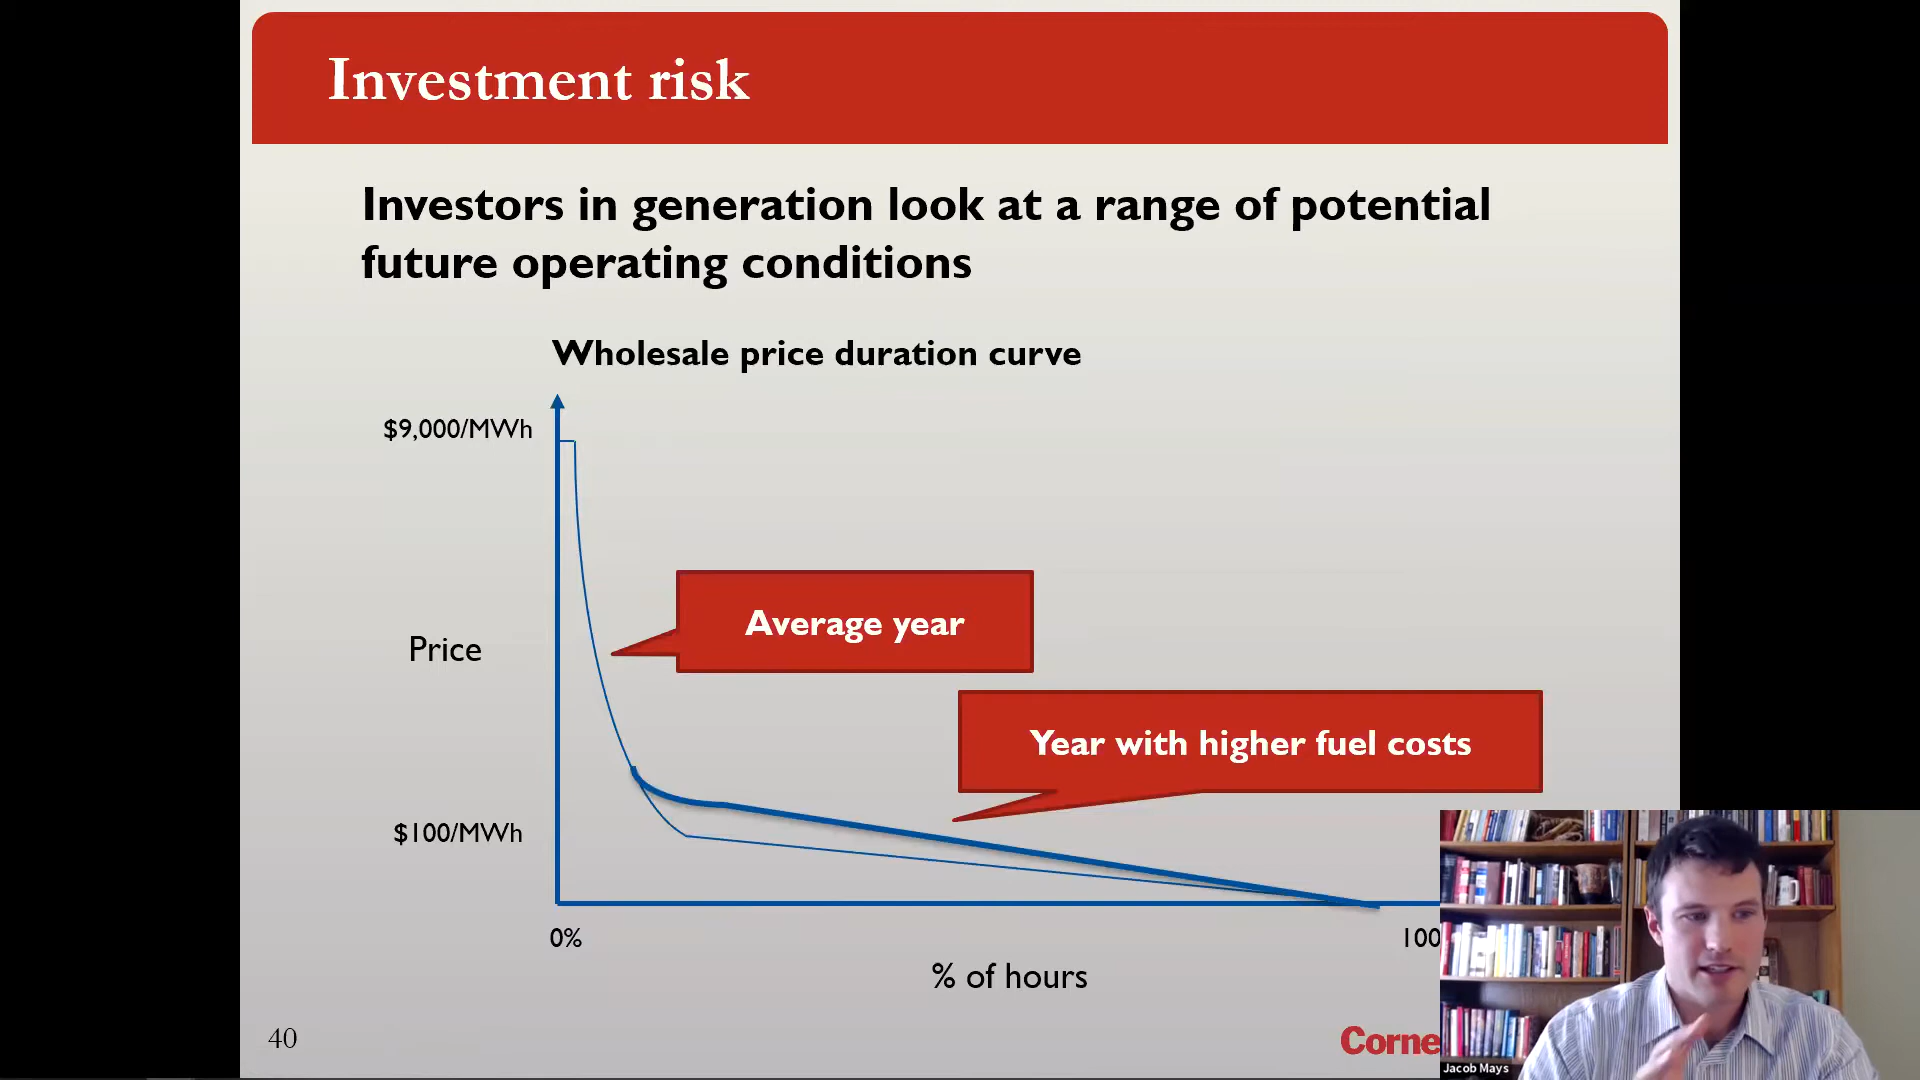 Investment risk
Investors in generation look at a range of potential
future operating conditions
Wholesale price duration curve
$9,000/MWh
Average year
Price
Year with higher fuel costs
$100/MWh
0%
100
% of hours
40
Corne
Jacob Mays